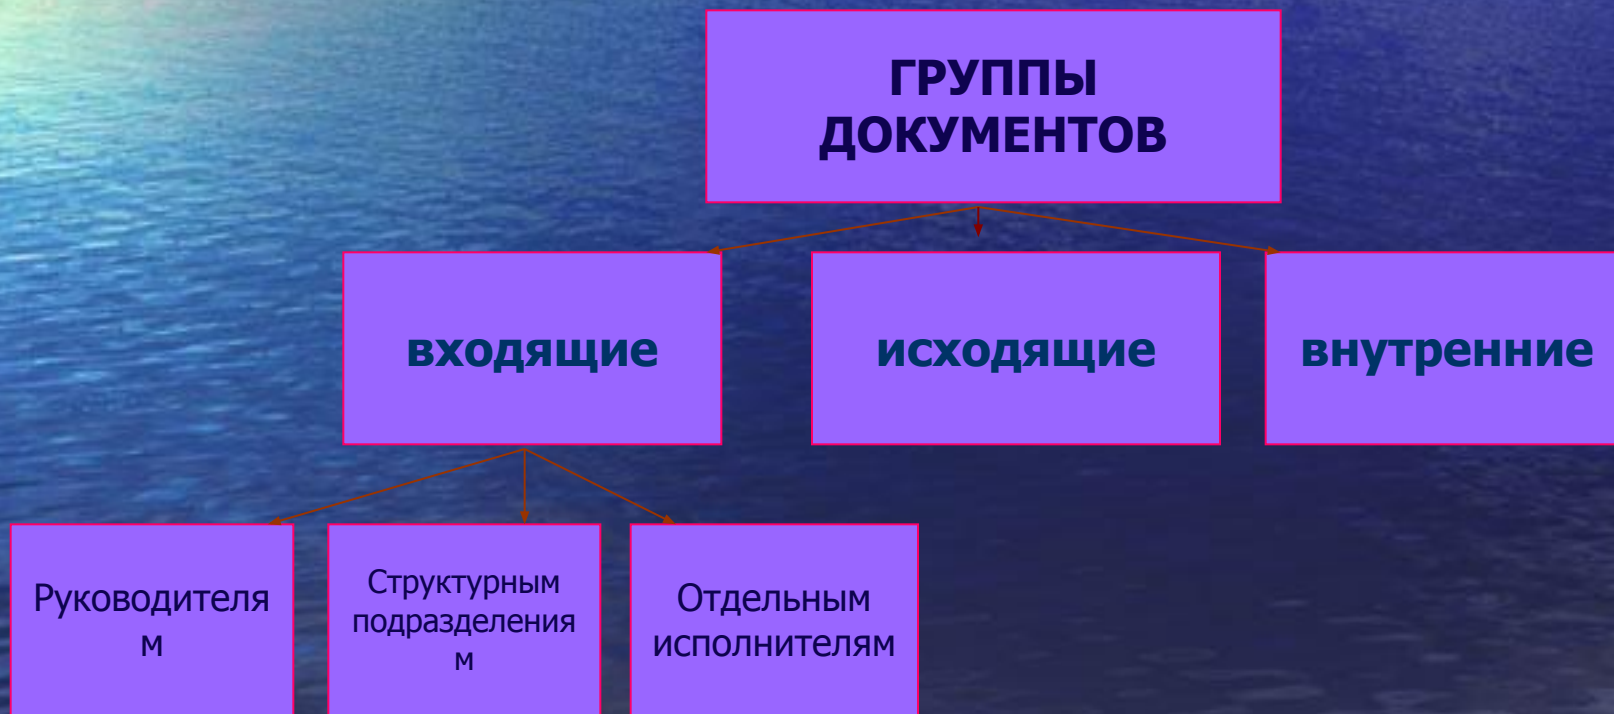 ГРУППЫ
ДОКУМЕНТОВ
входящие
исходящие
внутренние
Руководителя
м
Структурным
подразделения
м
Отдельным
исполнителям